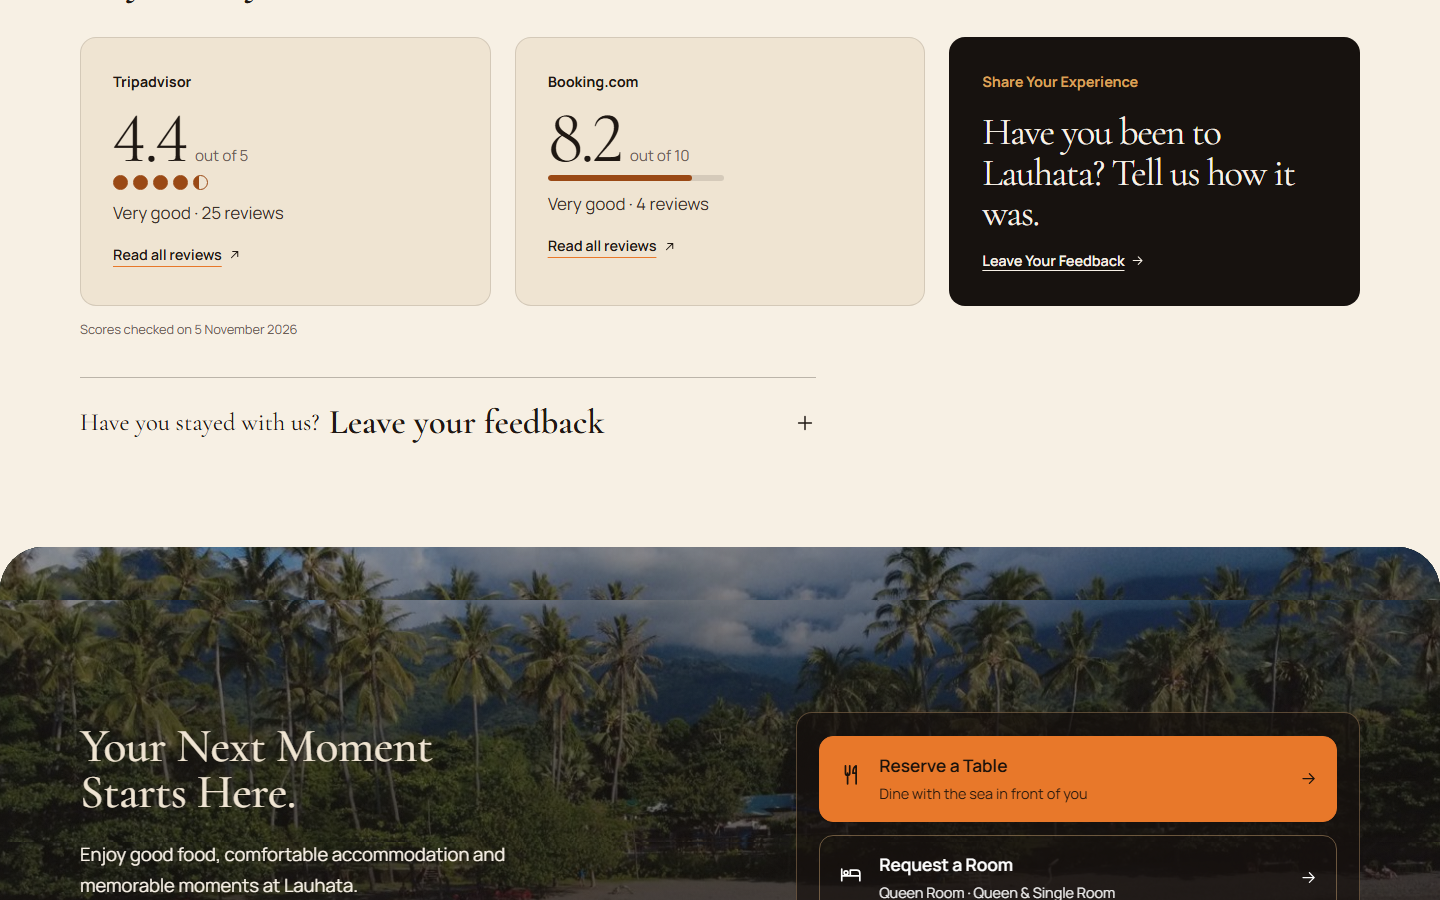 Tripadvisor
4.4 out of 5
Very good · 25 reviews
Read all reviews
Booking.com
8.2 out of 10
Very good · 4 reviews
Read all reviews
Share Your Experience
Have you been to
Lauhata? Tell us how it
was.
Leave Your Feedback
Scores checked on 5 November 2026
Have you stayed with us? Leave your feedback
Your Next Moment
Starts Here.
Enjoy good food, comfortable accommodation and
memorable moments at Lauhata.
Reserve a Table
Dine with the sea in front of you
Request a Room
Queen Room · Queen & Single Room